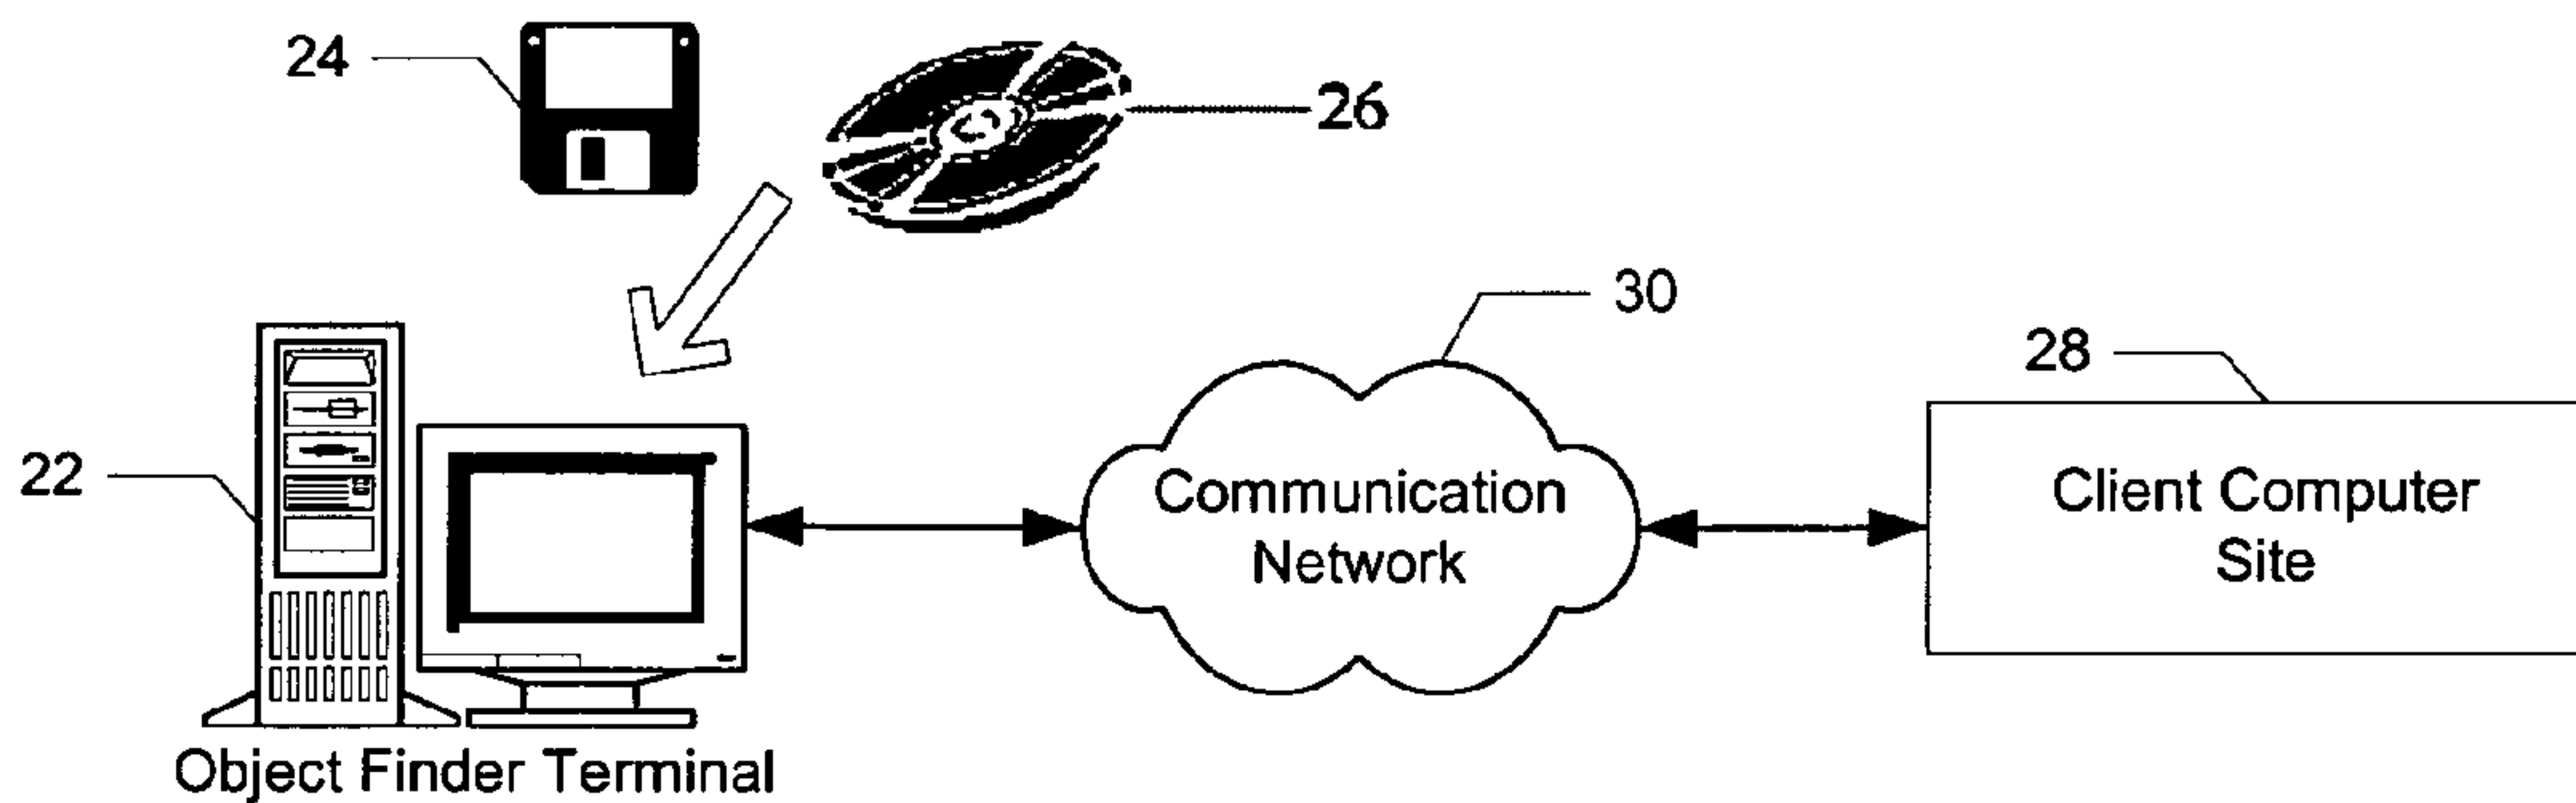 24
26
30
28
22
Communication
Network
Client Computer
Site
Object Finder Terminal